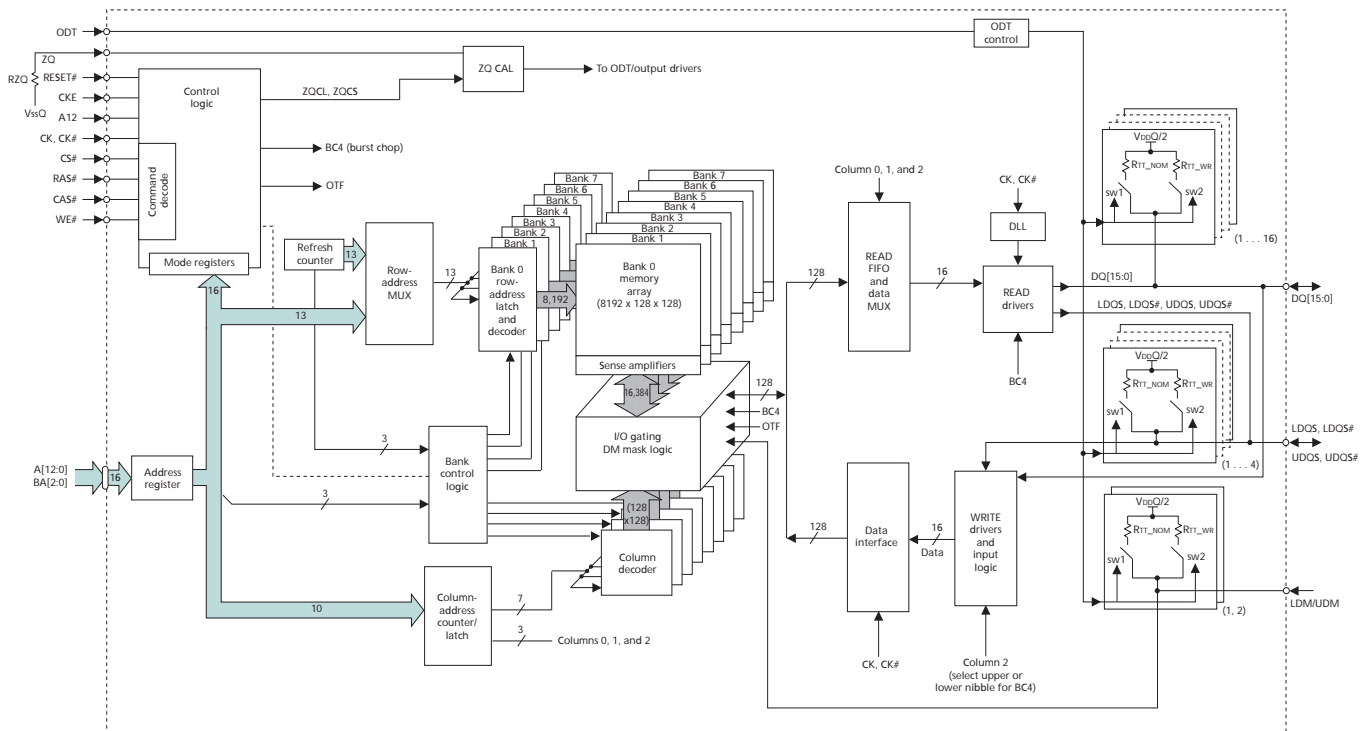 ODT
ODT
control
ZQ
RZQ
VssQ
RESET#
CKE
A12
CK, CK#
CS#
RAS#
CAS#
WE#
Control
logic
Command
decode
Mode registers
ZQ CAL
To ODT/output drivers
ZQCL, ZQCS
BC4 (burst chop)
OTF
Refresh
counter
13
Row-
address
MUX
13
16
13
Bank 7
Bank 6
Bank 5
Bank 4
Bank 3
Bank 2
Bank 1
Bank 0
row-
address
latch
and
decoder
8,192
Bank 7
Bank 6
Bank 5
Bank 4
Bank 3
Bank 2
Bank 1
Bank 0
memory
array
(8192 x 128 x 128)
Sense amplifiers
16,384
I/O gating
DM mask logic
128
BC4
OTF
(128
x128)
Column
decoder
A[12:0]
BA[2:0]
16
Address
register
3
3
Bank
control
logic
10
Column-
address
counter/
latch
7
3
Columns 0, 1, and 2
Column 0, 1, and 2
128
READ
FIFO
and
data
MUX
16
CK, CK#
DLL
READ
drivers
BC4
DQ[15:0]
LDQS, LDQS#, UDQS, UDQS#
128
Data
interface
16
Data
WRITE
drivers
and
input
logic
CK, CK#
Column 2
(select upper or
lower nibble for BC4)
VDDQ/2
RTT_NOM
RTT_WR
sw1
sw2
(1 . . . 16)
DQ[15:0]
VDDQ/2
RTT_NOM
RTT_WR
sw1
sw2
(1 . . . 4)
LDQS, LDQS#
UDQS, UDQS#
VDDQ/2
RTT_NOM
RTT_WR
sw1
sw2
(1, 2)
LDM/UDM